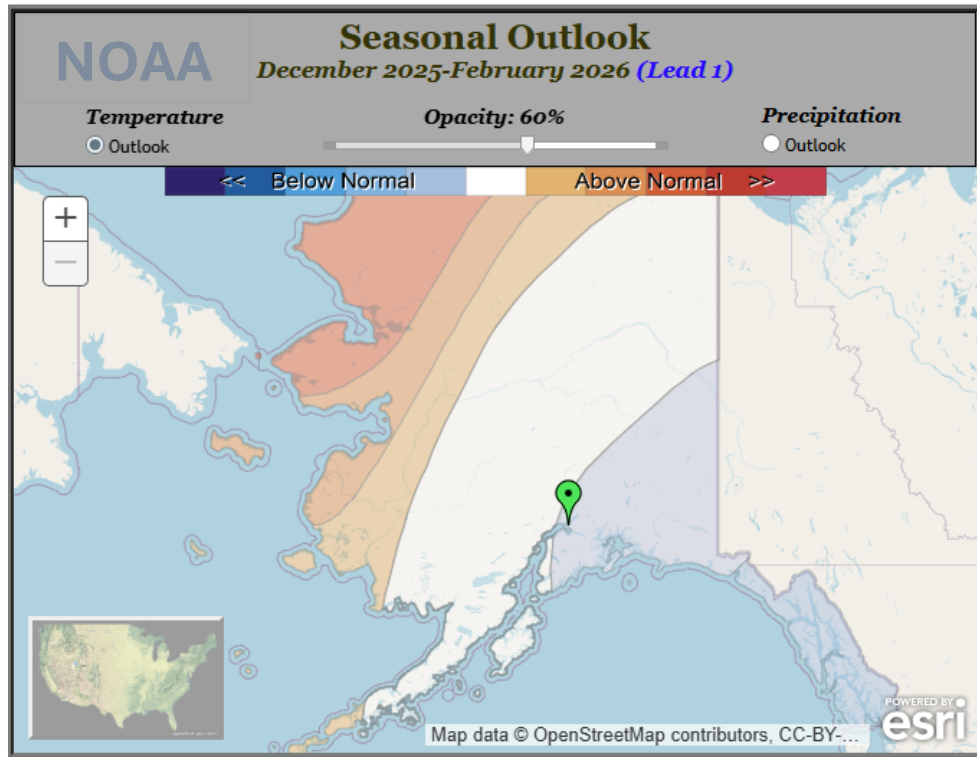 NOAA
Seasonal Outlook
December 2025-February 2026 (Lead 1)
Temperature
Opacity: 60%
Precipitation
Outlook
Outlook
<< Below Normal Above Normal >>
+
−
Map data © OpenStreetMap contributors, CC-BY-...
POWERED BY
esri